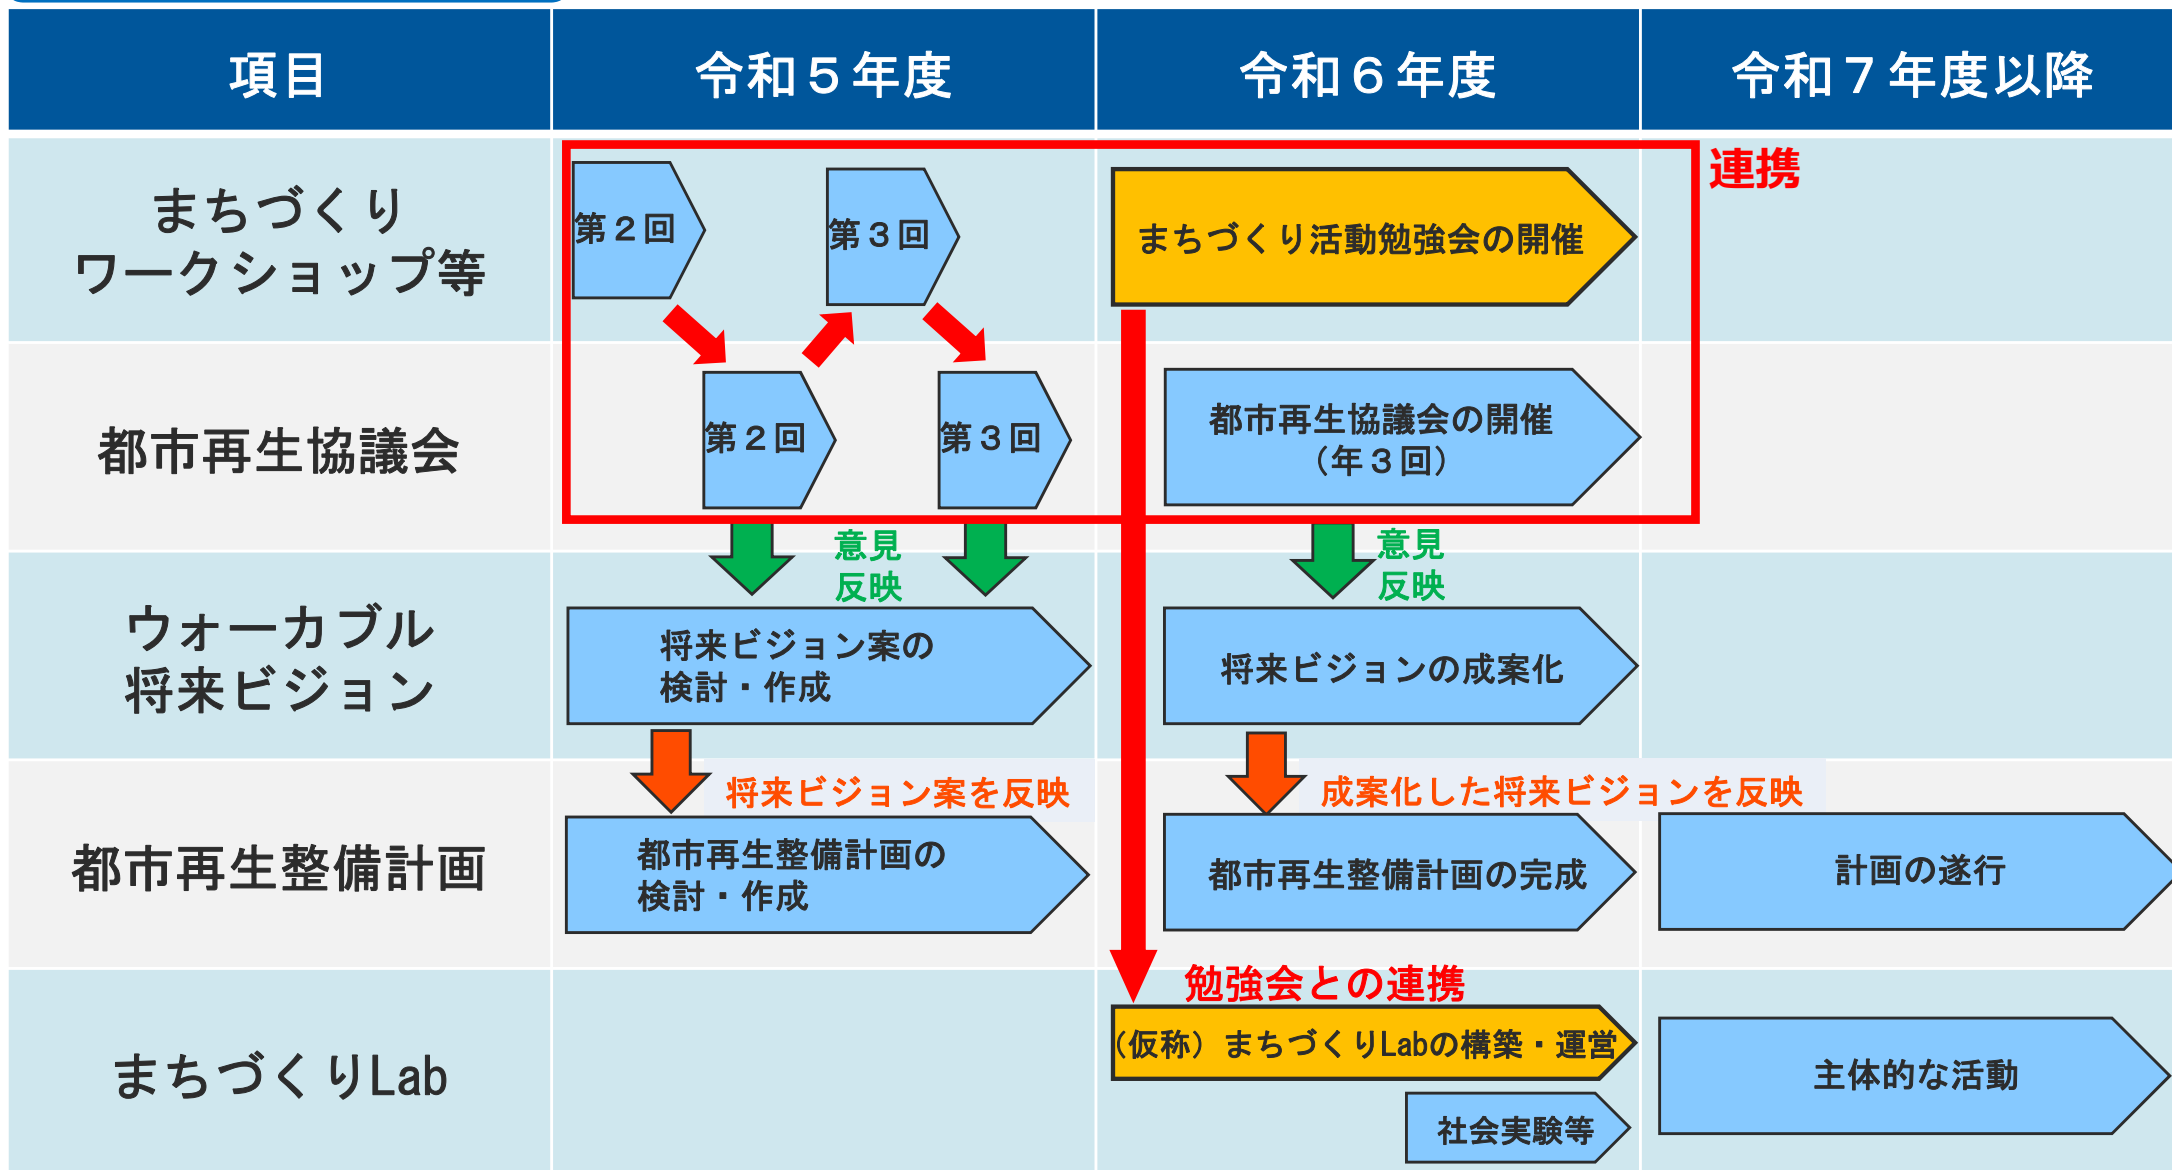 項目
令和５年度
令和６年度
令和７年度以降
まちづくり
ワークショップ等
第２回
第３回
まちづくり活動勉強会の開催
連携
都市再生協議会
第２回
第３回
都市再生協議会の開催
（年３回）
意見
反映
意見
反映
ウォーカブル
将来ビジョン
将来ビジョン案の
検討・作成
将来ビジョンの成案化
将来ビジョン案を反映
成案化した将来ビジョンを反映
都市再生整備計画
都市再生整備計画の
検討・作成
都市再生整備計画の完成
計画の遂行
勉強会との連携
まちづくりLab
（仮称）まちづくりLabの構築・運営
主体的な活動
社会実験等